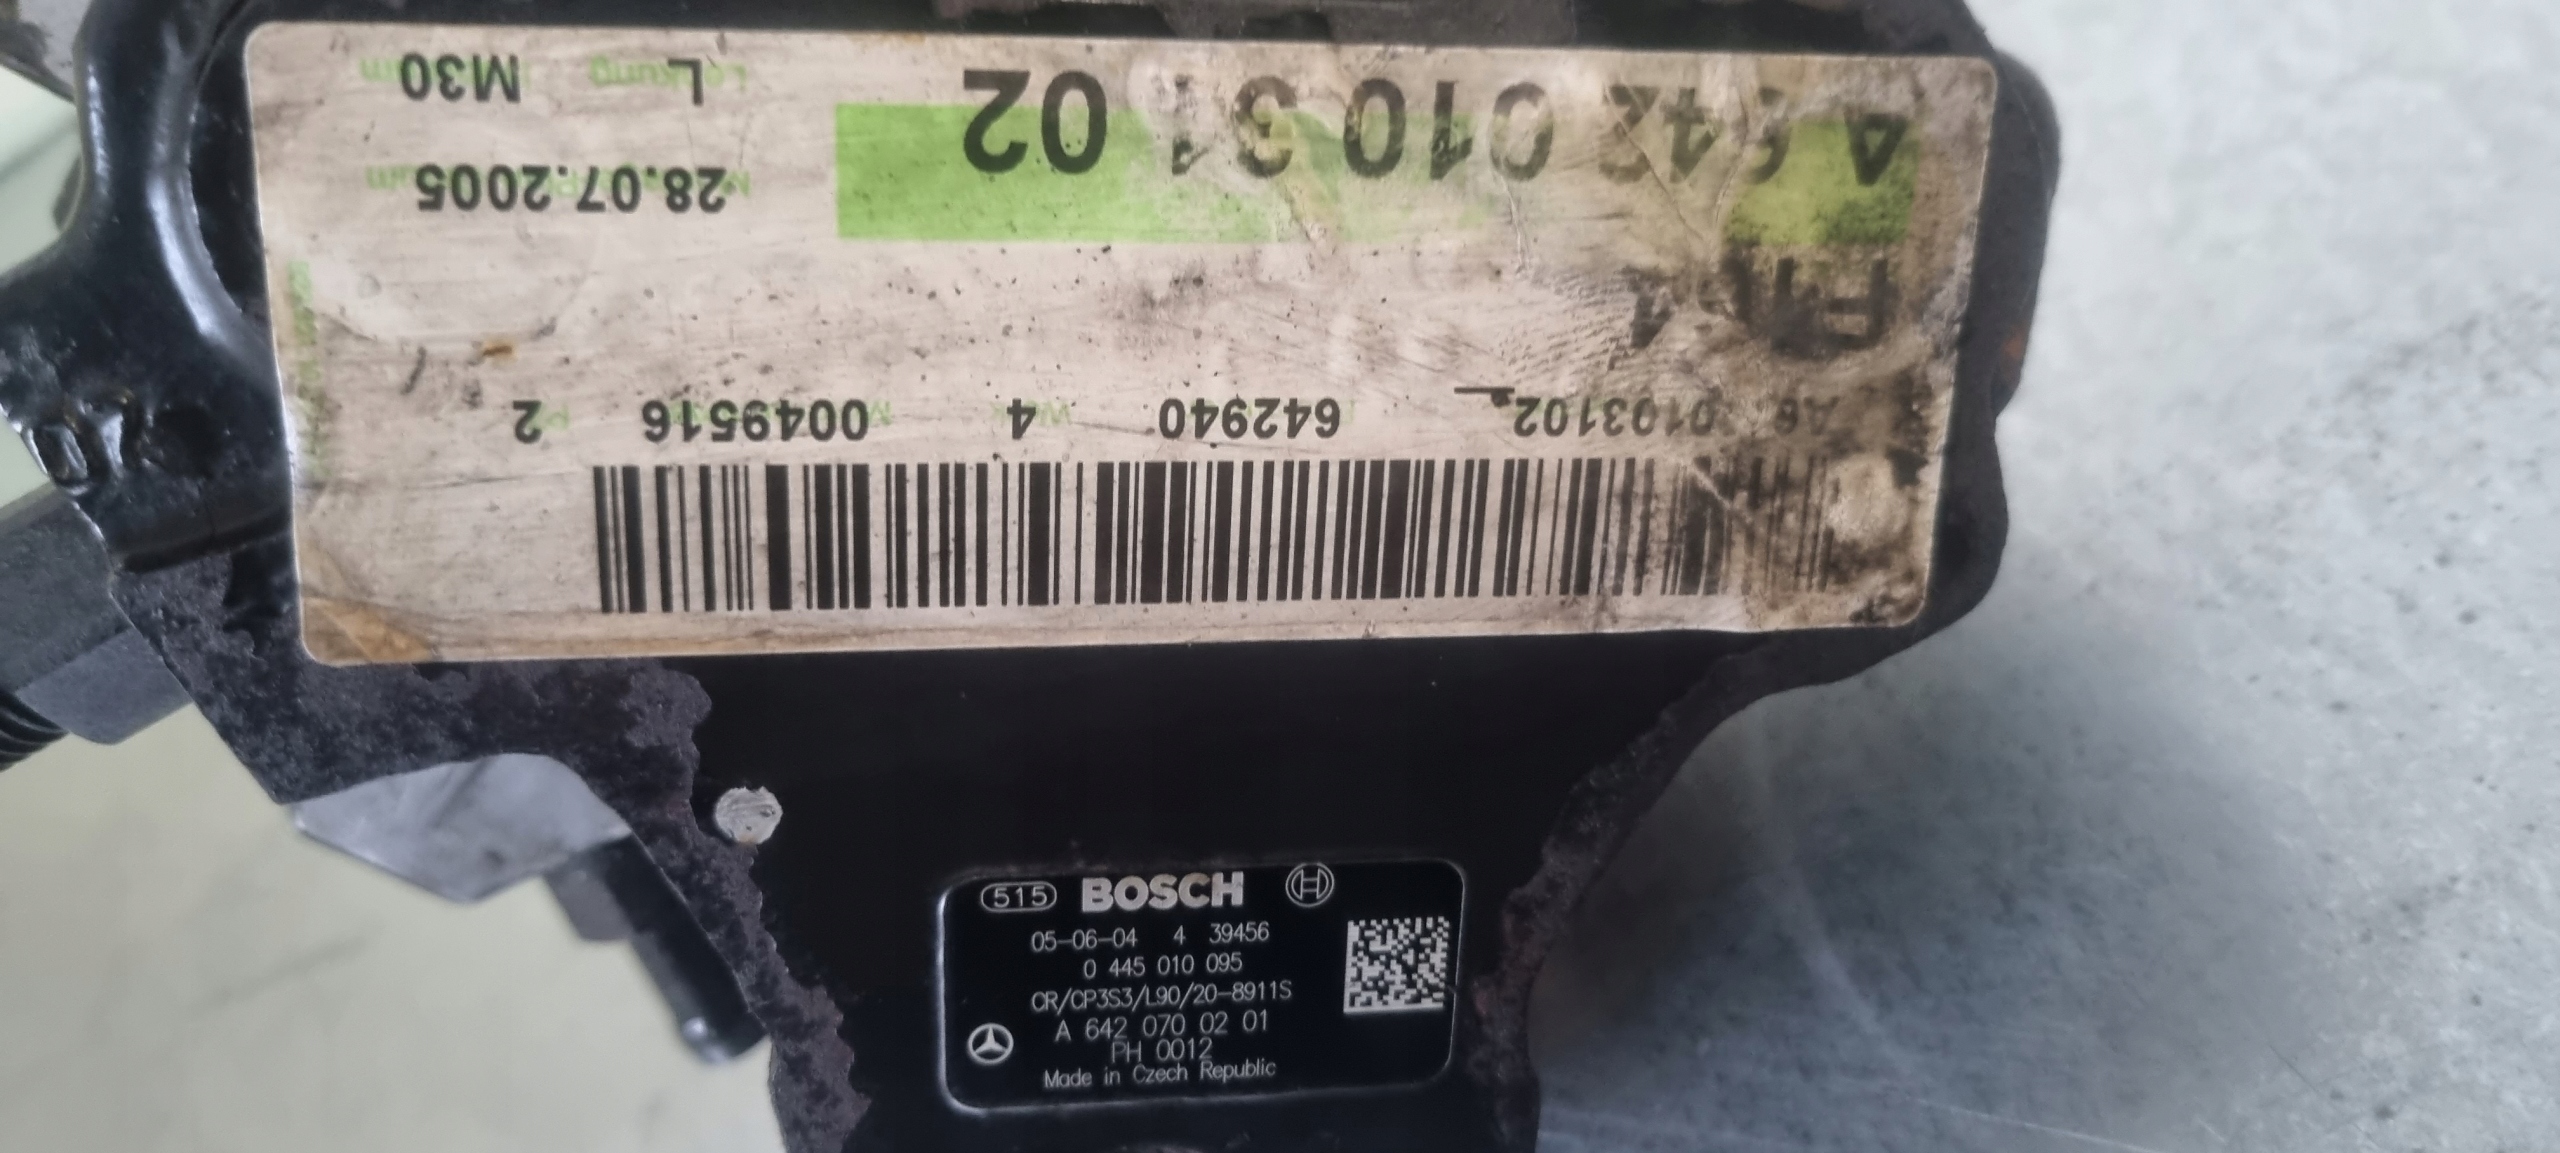 0103102 642940 4 0049516 2
28.07.2005
A 642 010 31 02 L M30
515 BOSCH
05-06-04 4 39456
0 445 010 095
CR/CP3S3/L90/20-8911S
A 642 070 02 01
PH 0012
Made in Czech Republic